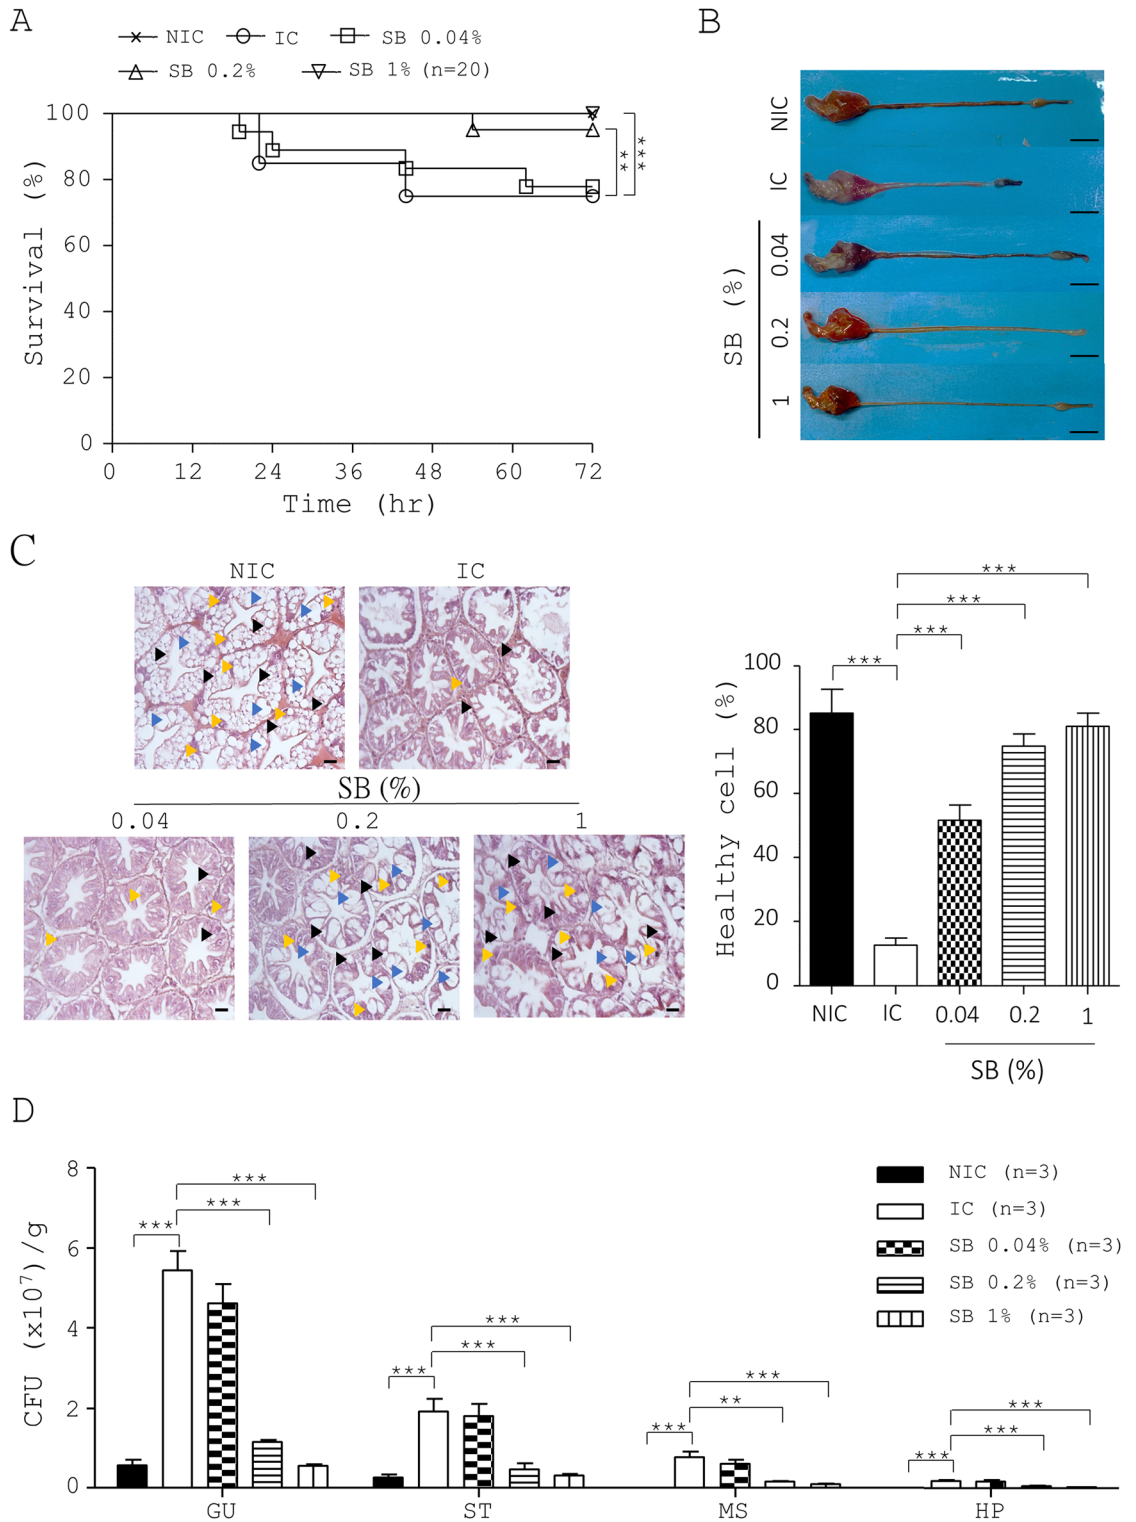 A
NIC IC SB 0.04%
SB 0.2% SB 1% (n=20)
100
80
60
40
20
0
Survival (%)
0 12 24 36 48 60 72
Time (hr)
**
***
B
NIC
IC
0.04
0.2
1
SB (%)
C
NIC IC
SB (%)
0.04 0.2 1
***
***
***
***
100
80
60
40
20
0
Healthy cell (%)
NIC IC 0.04 0.2 1
SB (%)
D
8
6
4
2
0
CFU (x10⁷)/g
***
***
***
***
***
***
***
**
***
***
***
***
GU ST MS HP
NIC (n=3)
IC (n=3)
SB 0.04% (n=3)
SB 0.2% (n=3)
SB 1% (n=3)